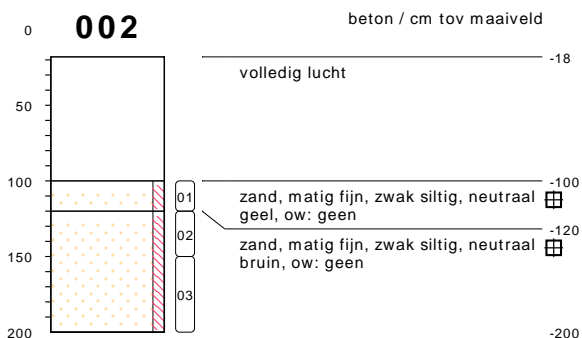 002
beton / cm tov maaiveld
0
-18
volledig lucht
50
100
-100
01
zand, matig fijn, zwak siltig, neutraal
geel, ow: geen
-120
02
zand, matig fijn, zwak siltig, neutraal
bruin, ow: geen
150
03
200
-200